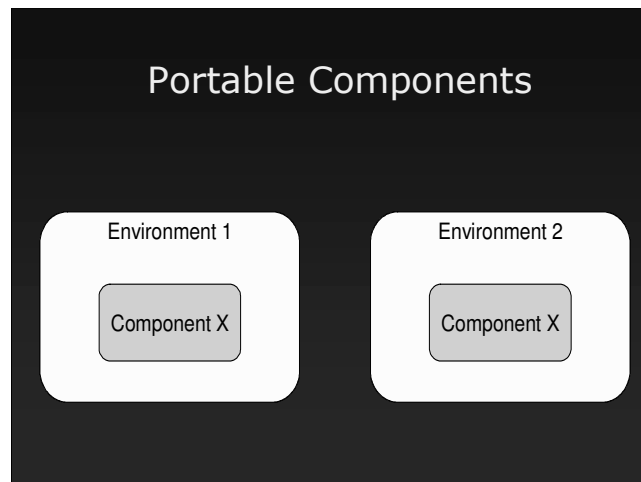 Portable Components
Environment 1
Component X
Environment 2
Component X